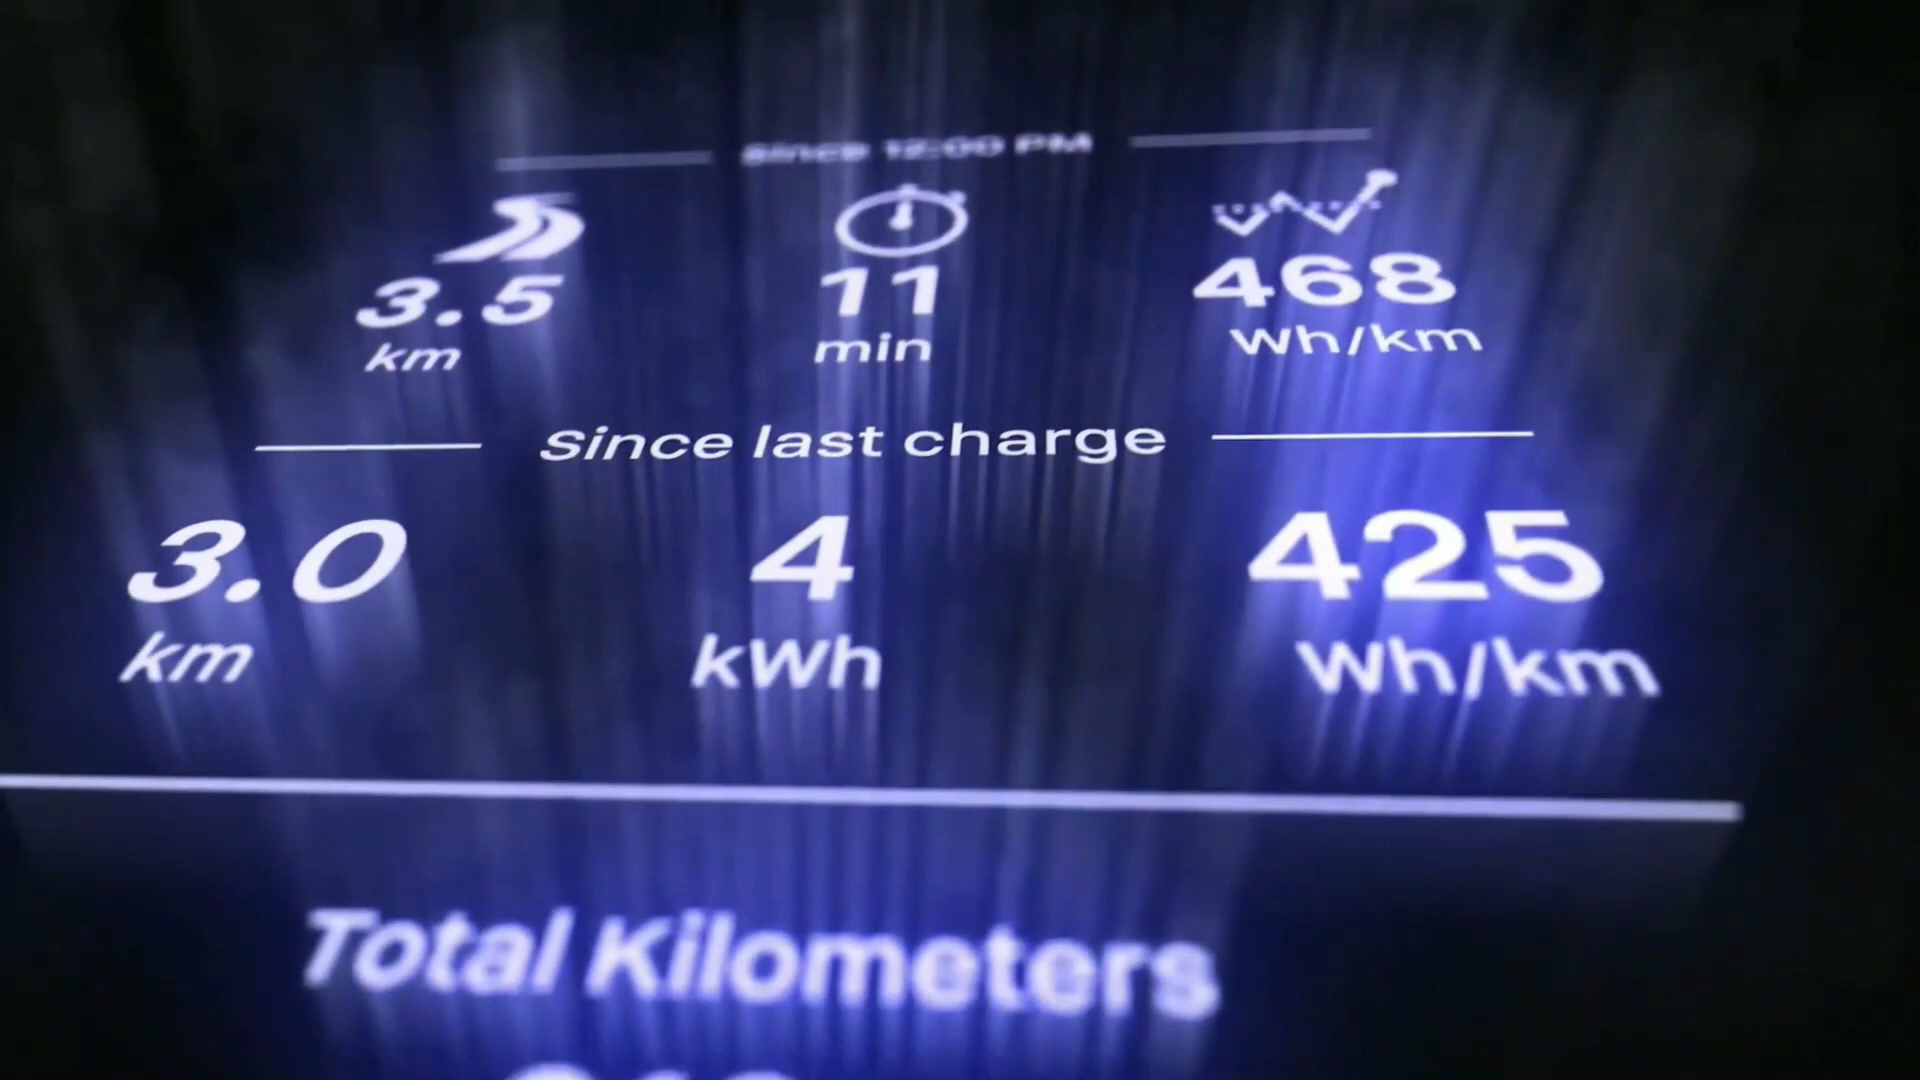 Since 12:00 PM
3.5 11 468
km min Wh/km
Since last charge
3.0 4 425
km kWh Wh/km
Total Kilometers